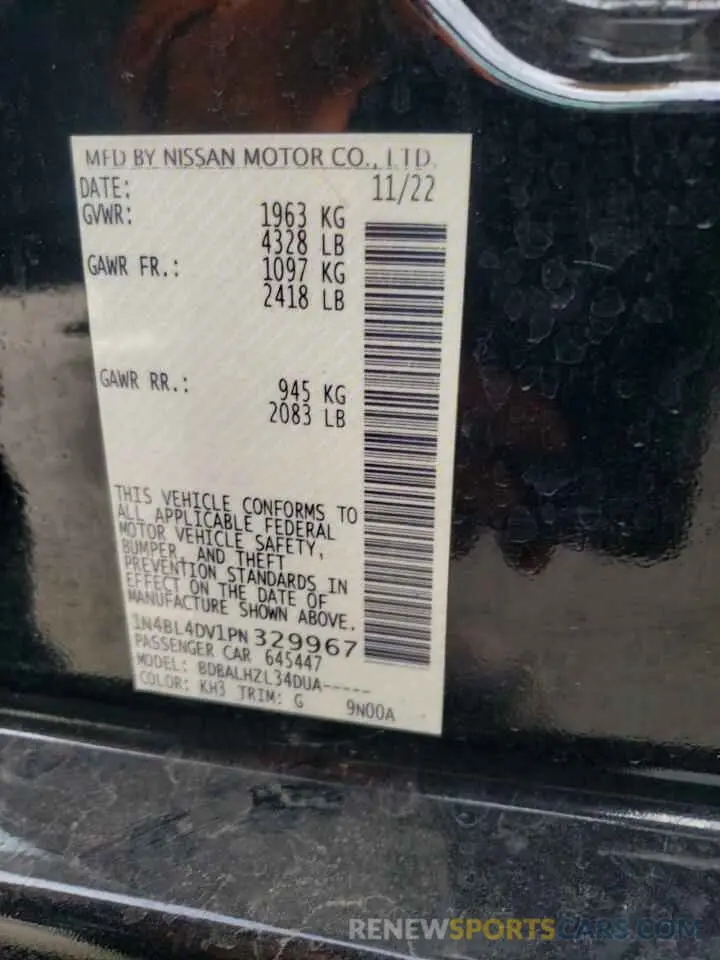 MFD BY NISSAN MOTOR CO., LTD.
DATE: 11/22
GVWR: 1963 KG
4328 LB
GAWR FR.: 1097 KG
2418 LB
GAWR RR.: 945 KG
2083 LB
THIS VEHICLE CONFORMS TO
ALL APPLICABLE FEDERAL
MOTOR VEHICLE SAFETY,
BUMPER, AND THEFT
PREVENTION STANDARDS IN
EFFECT ON THE DATE OF
MANUFACTURE SHOWN ABOVE.
1N4BL4DV1PN329967
PASSENGER CAR 645447
MODEL: BDBALHZL34DUA-----
COLOR: KH3 TRIM: G 9N00A
RENEWSPORTSCARS.COM